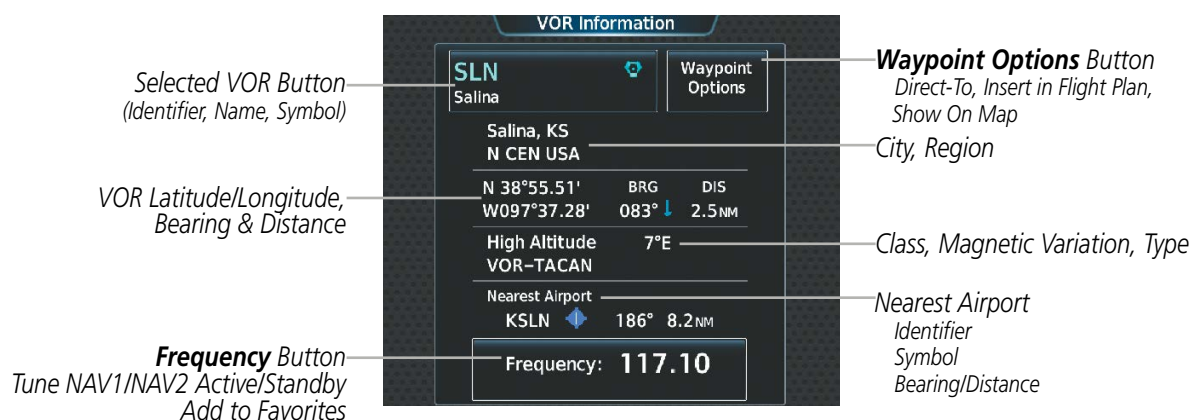 VOR Information
Selected VOR Button
(Identifier, Name, Symbol)
SLN
Salina
Waypoint
Options
Waypoint Options Button
Direct-To, Insert in Flight Plan,
Show On Map
Salina, KS
N CEN USA
City, Region
VOR Latitude/Longitude,
Bearing & Distance
N 38°55.51' BRG DIS
W097°37.28' 083° 2.5NM
High Altitude 7°E
VOR–TACAN
Class, Magnetic Variation, Type
Nearest Airport
KSLN 186° 8.2NM
Nearest Airport
Identifier
Symbol
Bearing/Distance
Frequency Button
Tune NAV1/NAV2 Active/Standby
Add to Favorites
Frequency: 117.10